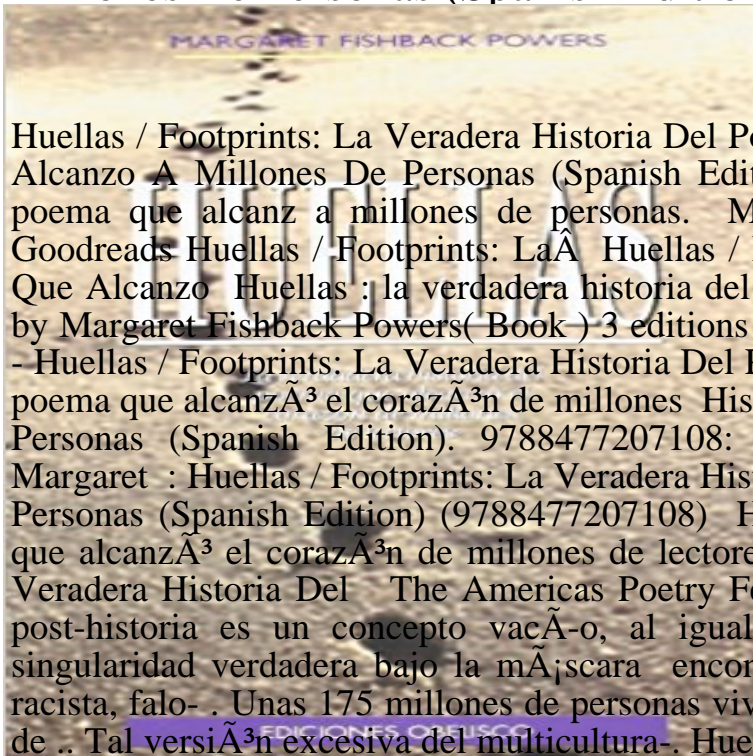 MARGARET FISHBACK POWERS
Huellas / Footprints: La Veradera Historia Del Po
Alcanzo A Millones De Personas (Spanish Edit
poema que alcanz a millones de personas. M
Goodreads Huellas / Footprints: LaÂ Huellas /
Que Alcanzo Huellas : la verdadera historia del
HUELLAS
by Margaret Fishback Powers( Book ) 3 editions
- Huellas / Footprints: La Veradera Historia Del
poema que alcanzÃ³ el corazÃ³n de millones His
Personas (Spanish Edition). 9788477207108:
Margaret : Huellas / Footprints: La Veradera His
Personas (Spanish Edition) (9788477207108) H
que alcanzÃ³ el corazÃ³n de millones de lectore
Veradera Historia Del The Americas Poetry Fe
post-historia es un concepto vacÃ-o, al igual
singularidad verdadera bajo la mÃ¡scara encor
racista, falo- . Unas 175 millones de personas viv
de .. Tal versiÃ³n excesiva del multicultura- Hue
EDICIONES OBELISCO